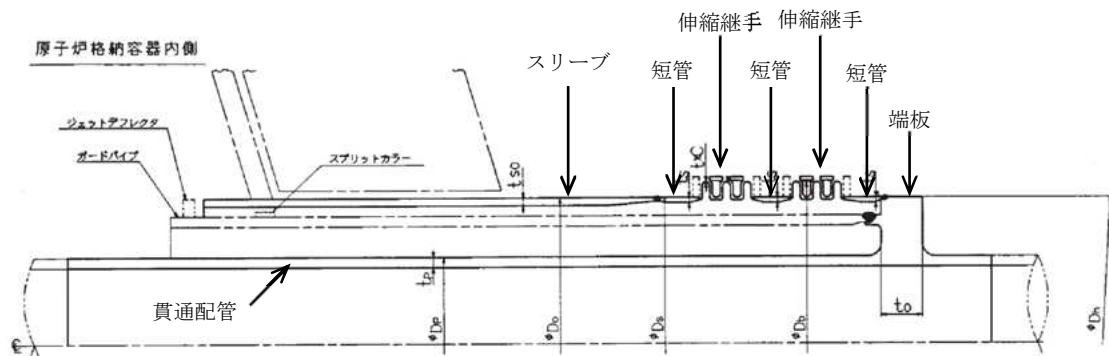 伸縮継手
伸縮継手
原子炉格納容器内側
スリーブ
短管
短管
短管
端板
ジェットデフレクタ
ガードパイプ
スプリットカラー
tso
ts
t×C
貫通配管
tp
to
φDp
φDo
φDs
φDb
φDh
℄